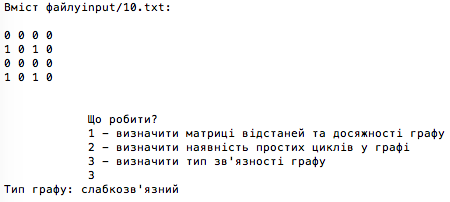 Вміст файлуinput/10.txt:
0 0 0 0
1 0 1 0
0 0 0 0
1 0 1 0
Що робити?
1 – визначити матриці відстаней та досяжності графу
2 – визначити наявність простих циклів у графі
3 – визначити тип зв'язності графу
3
Тип графу: слабкозв'язний